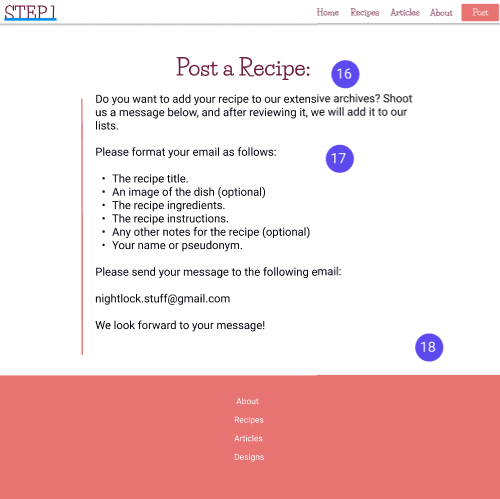 STEP 1
Home Recipes Articles About Post
Post a Recipe:
16
Do you want to add your recipe to our extensive archives? Shoot
us a message below, and after reviewing it, we will add it to our
lists.
17
Please format your email as follows:
• The recipe title.
• An image of the dish (optional)
• The recipe ingredients.
• The recipe instructions.
• Any other notes for the recipe (optional)
• Your name or pseudonym.
Please send your message to the following email:
nightlock.stuff@gmail.com
We look forward to your message!
18
About
Recipes
Articles
Designs